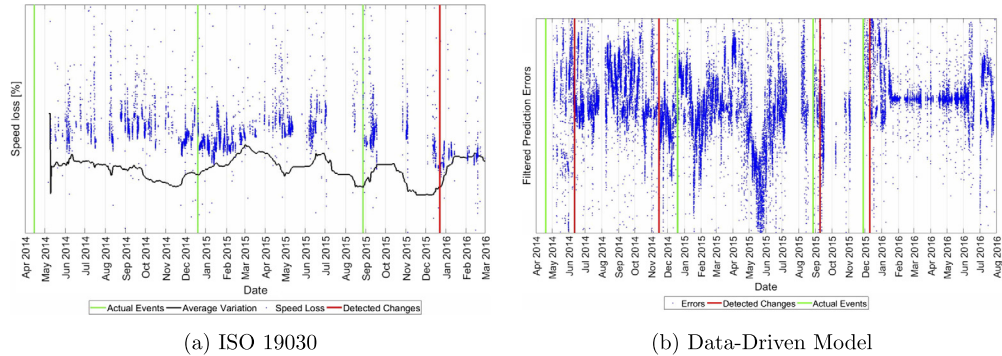 Speed loss [%]
Apr 2014
Jun 2014
Jul 2014
Aug 2014
Sep 2014
Oct 2014
Nov 2014
Dec 2014
Jan 2015
Feb 2015
Mar 2015
Apr 2015
May 2015
Jun 2015
Jul 2015
Aug 2015
Sep 2015
Oct 2015
Nov 2015
Dec 2015
Jan 2016
Feb 2016
Mar 2016
Date
Actual Events
Average Variation
Speed Loss
Detected Changes
(a) ISO 19030
Filtered Prediction Errors
Apr 2014
May 2014
Jun 2014
Jul 2014
Aug 2014
Sep 2014
Oct 2014
Nov 2014
Dec 2014
Jan 2015
Feb 2015
Mar 2015
Apr 2015
May 2015
Jun 2015
Jul 2015
Aug 2015
Sep 2015
Oct 2015
Nov 2015
Dec 2015
Jan 2016
Feb 2016
Mar 2016
Apr 2016
May 2016
Jun 2016
Jul 2016
Aug 2016
Date
Errors
Detected Changes
Actual Events
(b) Data-Driven Model